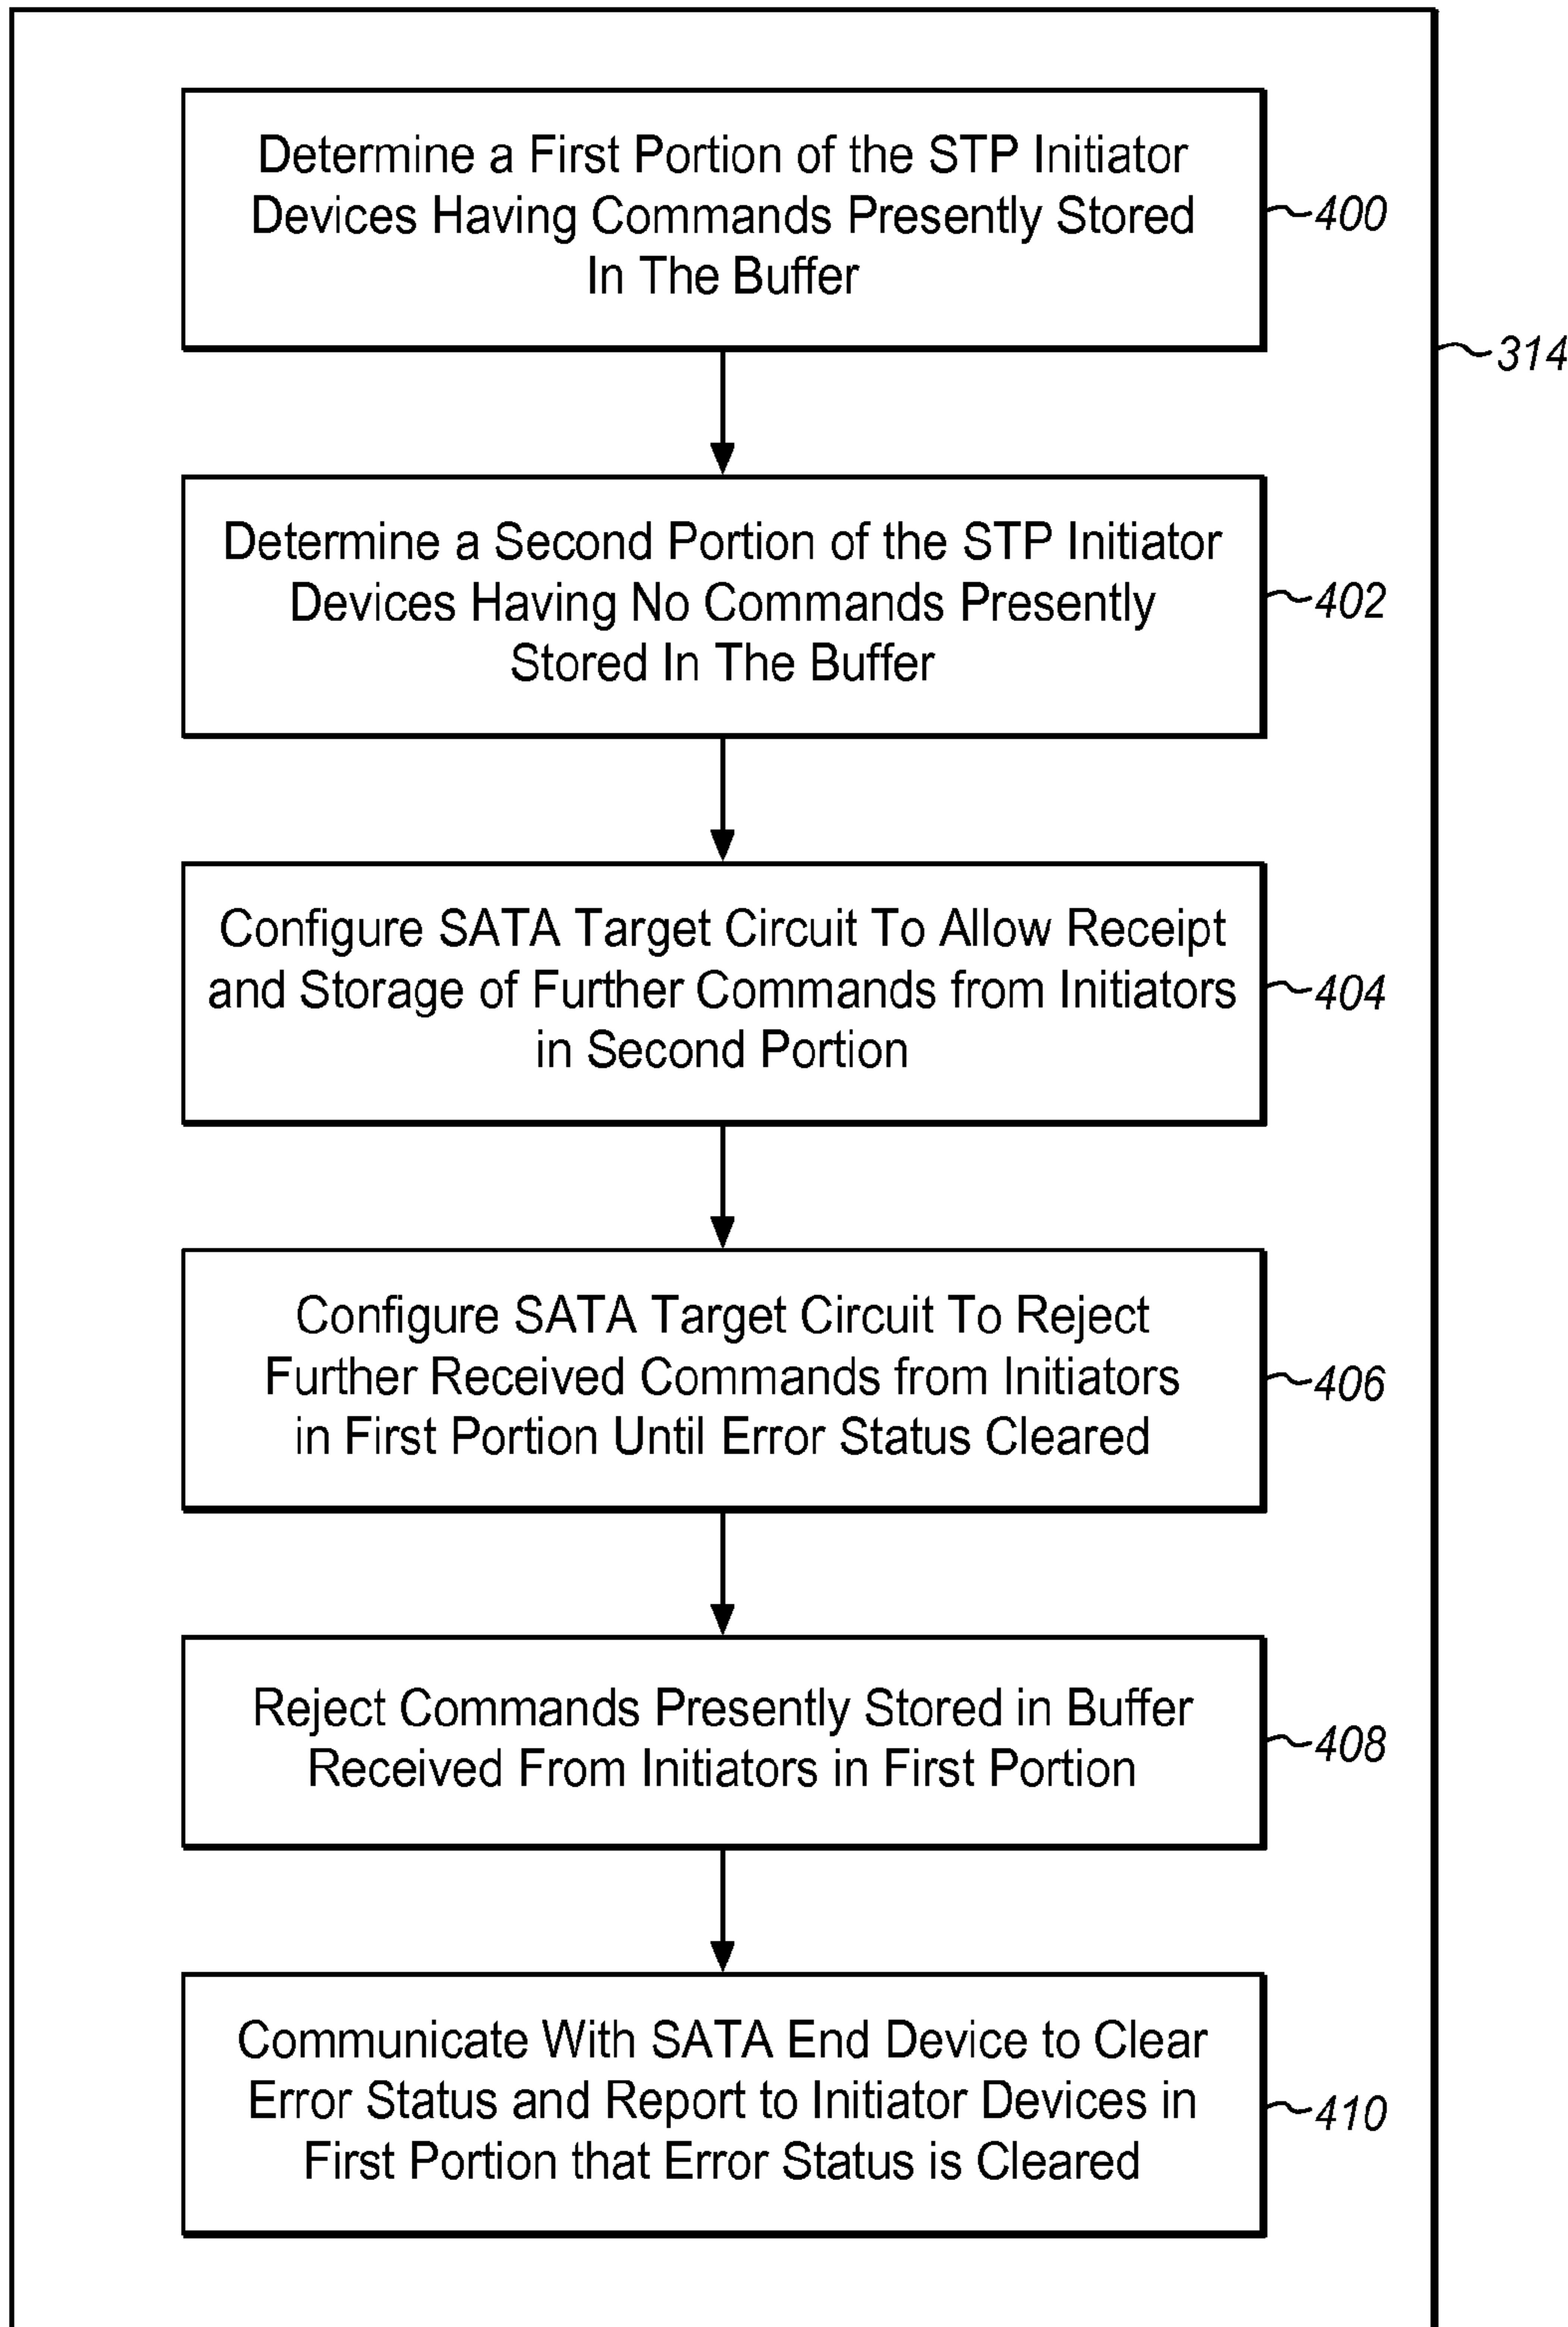 Determine a First Portion of the STP Initiator
Devices Having Commands Presently Stored
In The Buffer
400
314
Determine a Second Portion of the STP Initiator
Devices Having No Commands Presently
Stored In The Buffer
402
Configure SATA Target Circuit To Allow Receipt
and Storage of Further Commands from Initiators
in Second Portion
404
Configure SATA Target Circuit To Reject
Further Received Commands from Initiators
in First Portion Until Error Status Cleared
406
Reject Commands Presently Stored in Buffer
Received From Initiators in First Portion
408
Communicate With SATA End Device to Clear
Error Status and Report to Initiator Devices in
First Portion that Error Status is Cleared
410